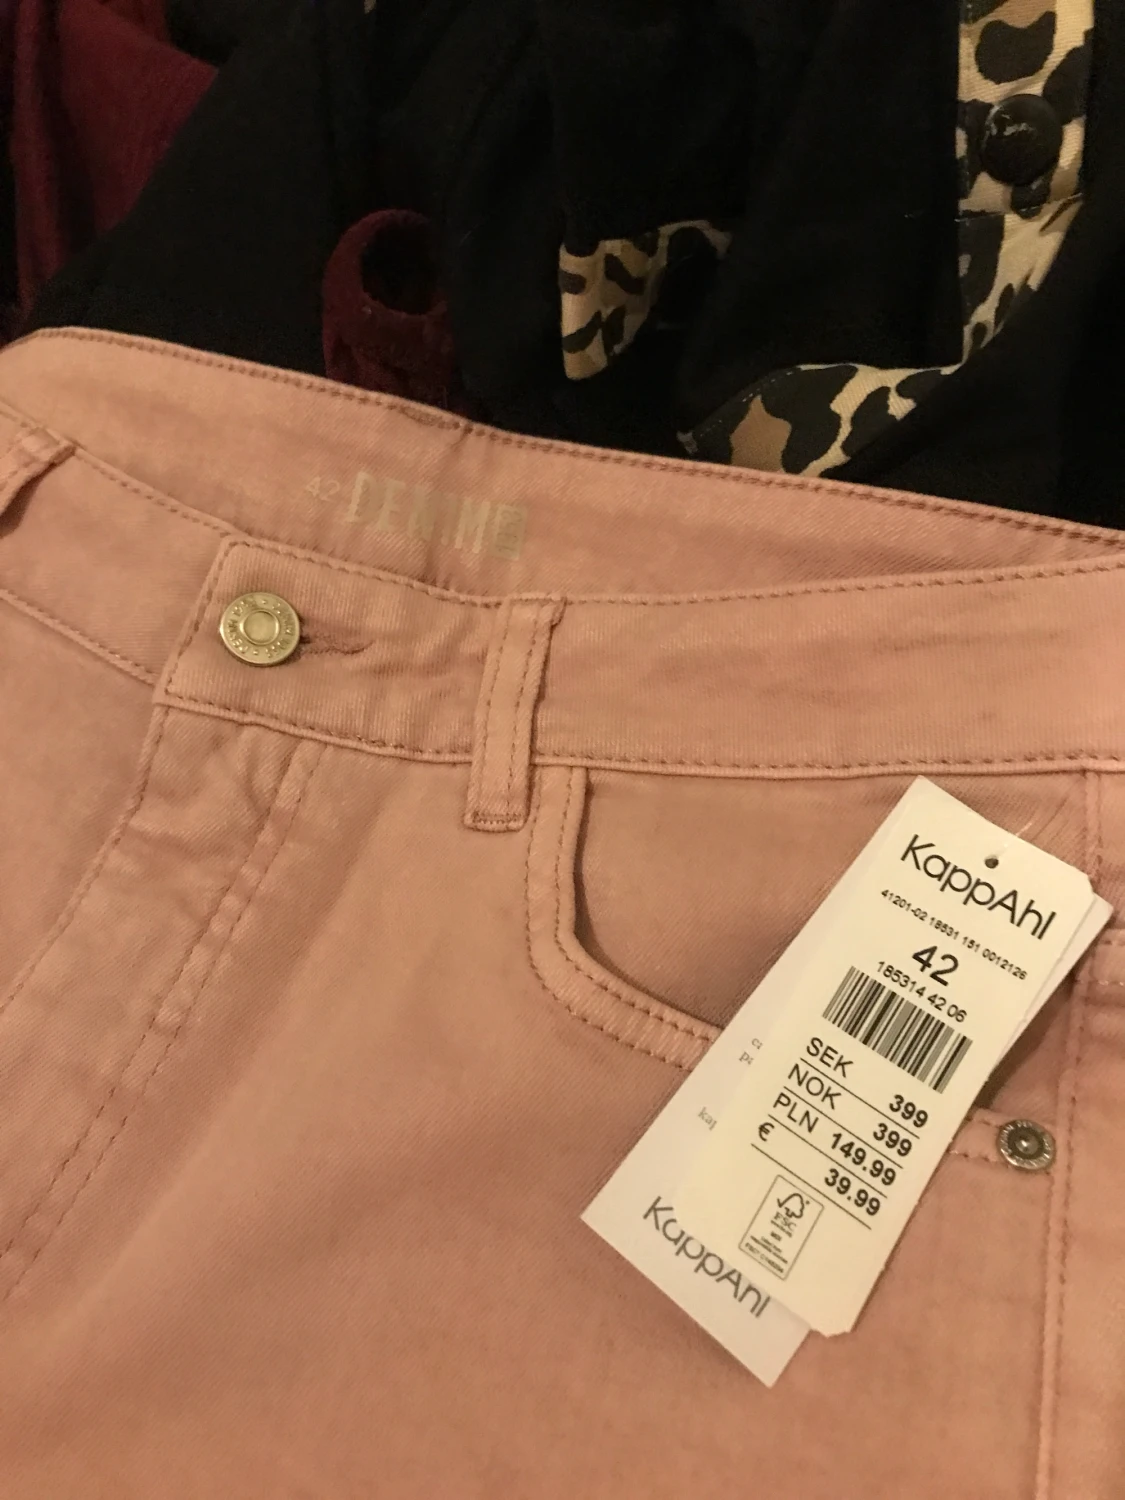 42 DENIM
KappAhl
41201-02 18531 151 0012126
42
185314 42 06
SEK 399
NOK 399
PLN 149.99
€ 39.99
FSC
KappAhl